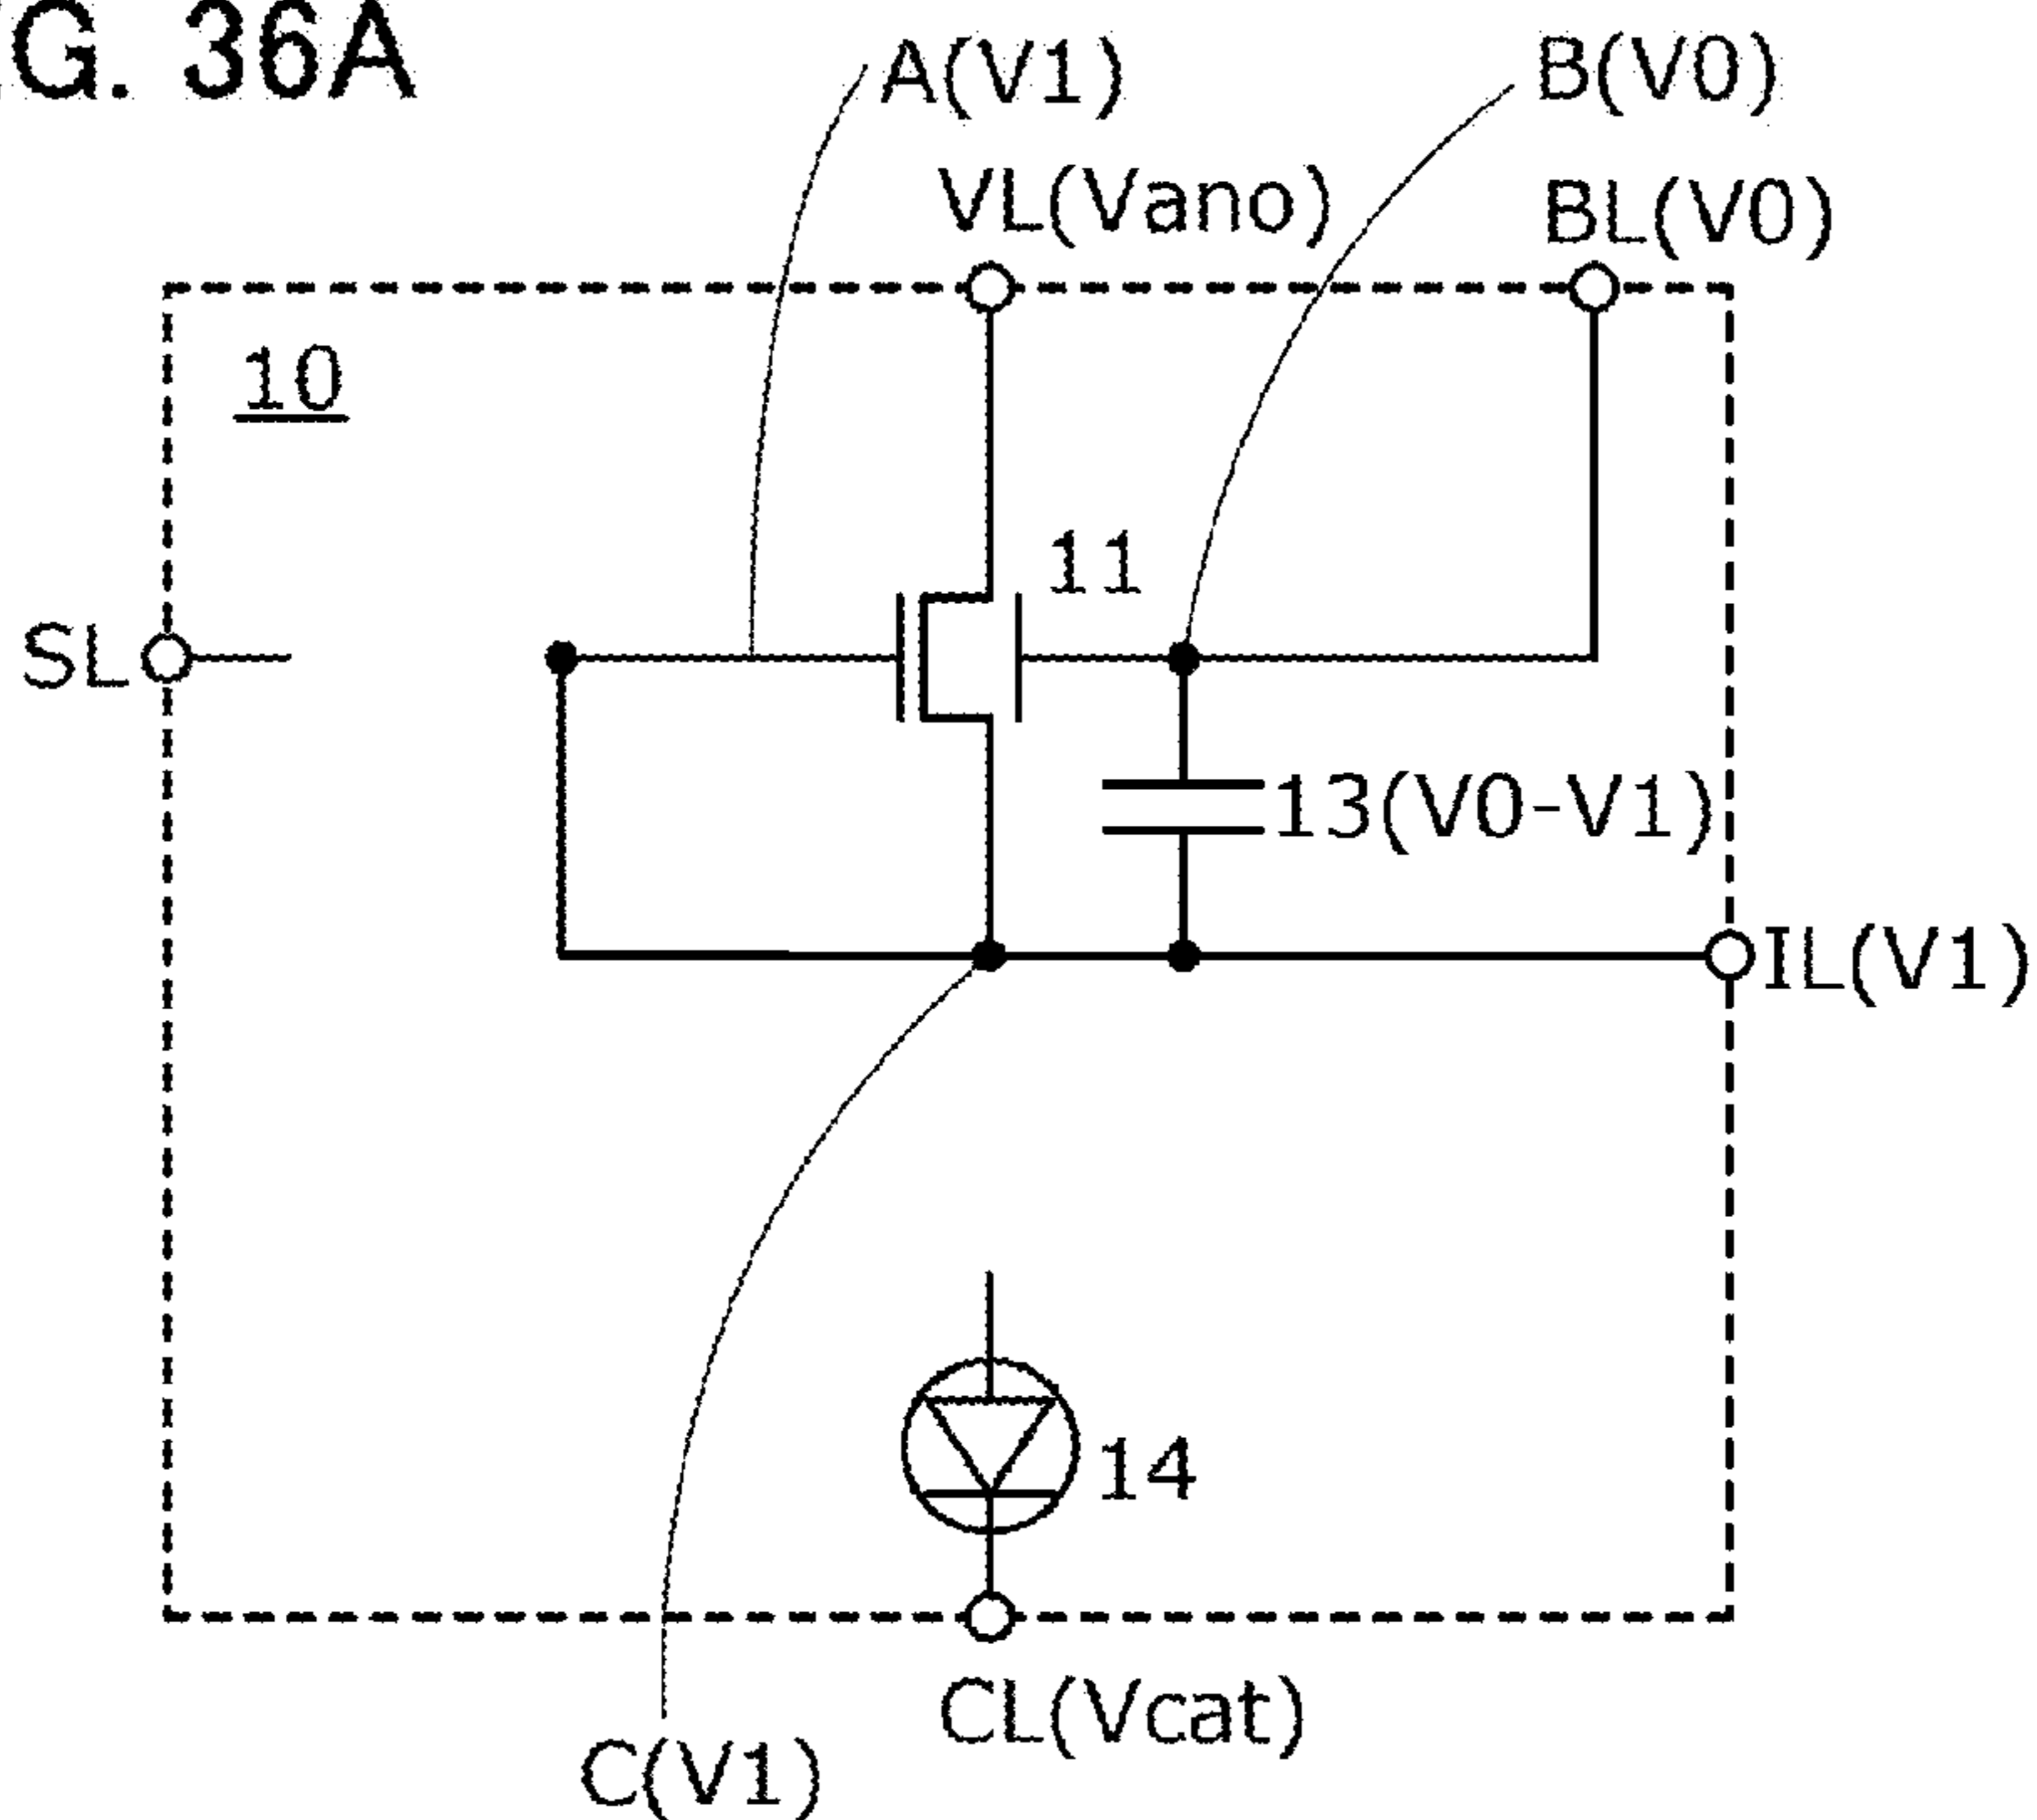 G. 36A
A(V1)
B(V0)
VL(Vano)
BL(V0)
10
11
SL
13(V0-V1)
IL(V1)
14
CL(Vcat)
C(V1)